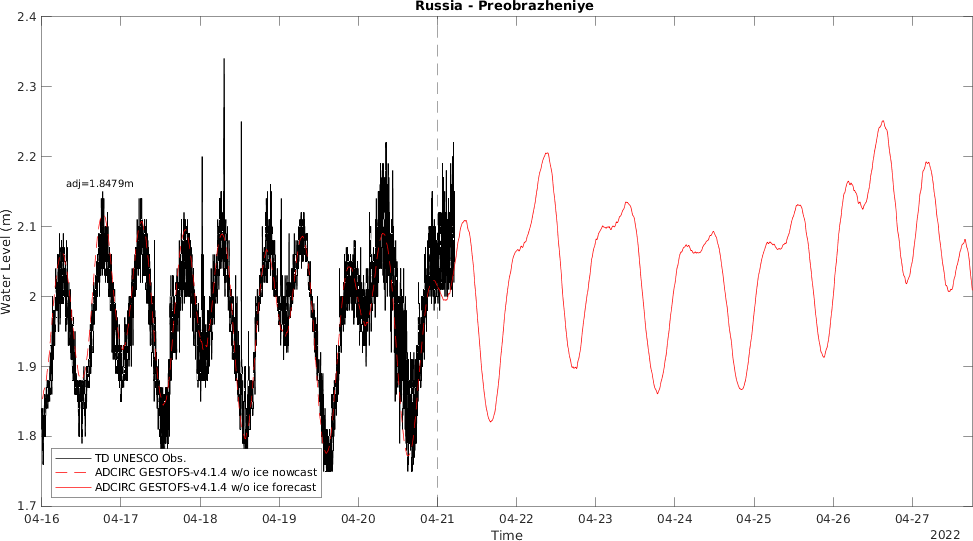 Russia - Preobrazheniye
2.4
2.3
2.2
2.1
2
1.9
1.8
1.7
Water Level (m)
adj=1.8479m
TD UNESCO Obs.
ADCIRC GESTOFS-v4.1.4 w/o ice nowcast
ADCIRC GESTOFS-v4.1.4 w/o ice forecast
04-16 04-17 04-18 04-19 04-20 04-21 04-22 04-23 04-24 04-25 04-26 04-27
Time
2022